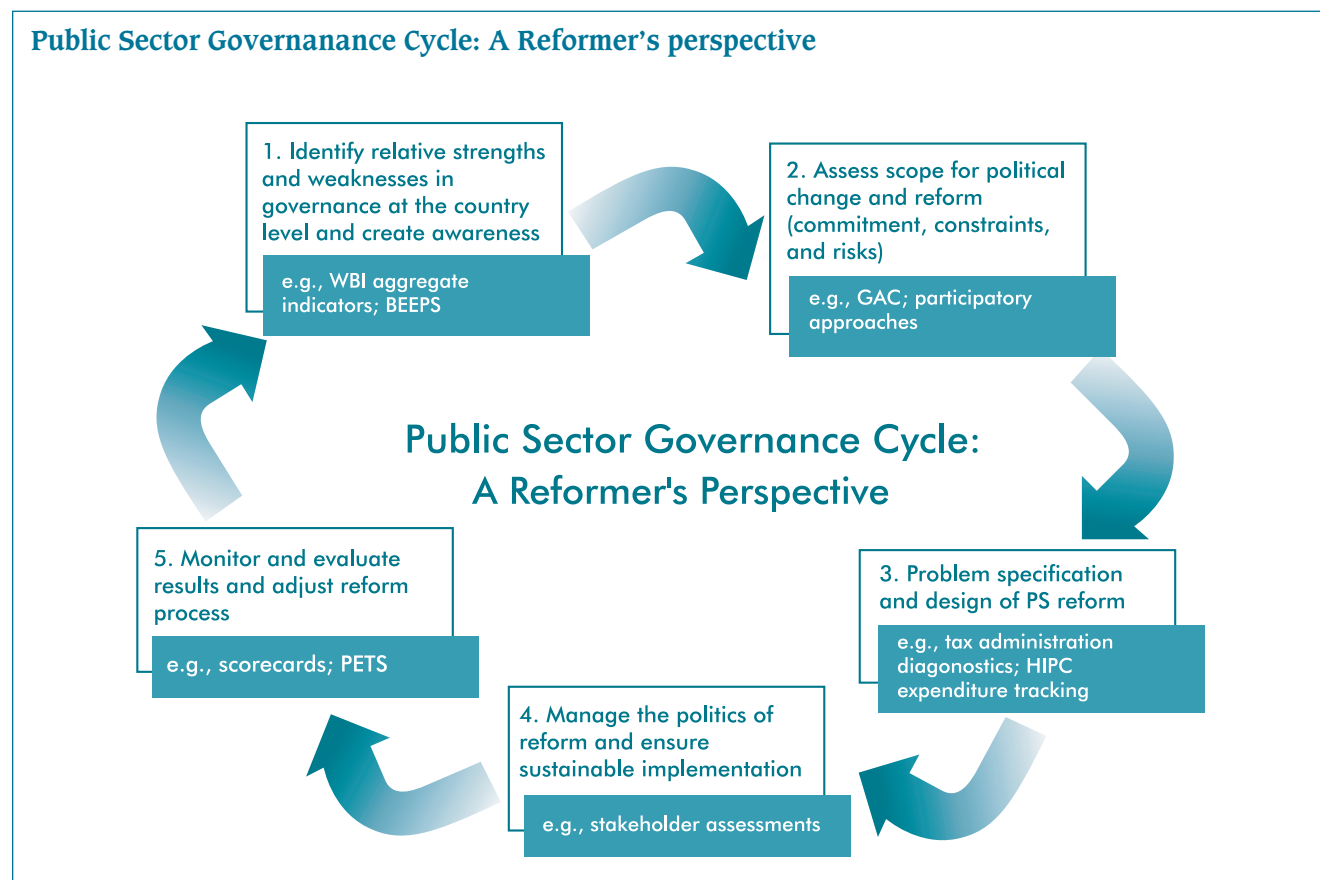 Public Sector Governanance Cycle: A Reformer’s perspective
1. Identify relative strengths
and weaknesses in
governance at the country
level and create awareness
e.g., WBI aggregate
indicators; BEEPS
2. Assess scope for political
change and reform
(commitment, constraints,
and risks)
e.g., GAC; participatory
approaches
Public Sector Governance Cycle:
A Reformer's Perspective
3. Problem specification
and design of PS reform
e.g., tax administration
diagonostics; HIPC
expenditure tracking
4. Manage the politics of
reform and ensure
sustainable implementation
e.g., stakeholder assessments
5. Monitor and evaluate
results and adjust reform
process
e.g., scorecards; PETS